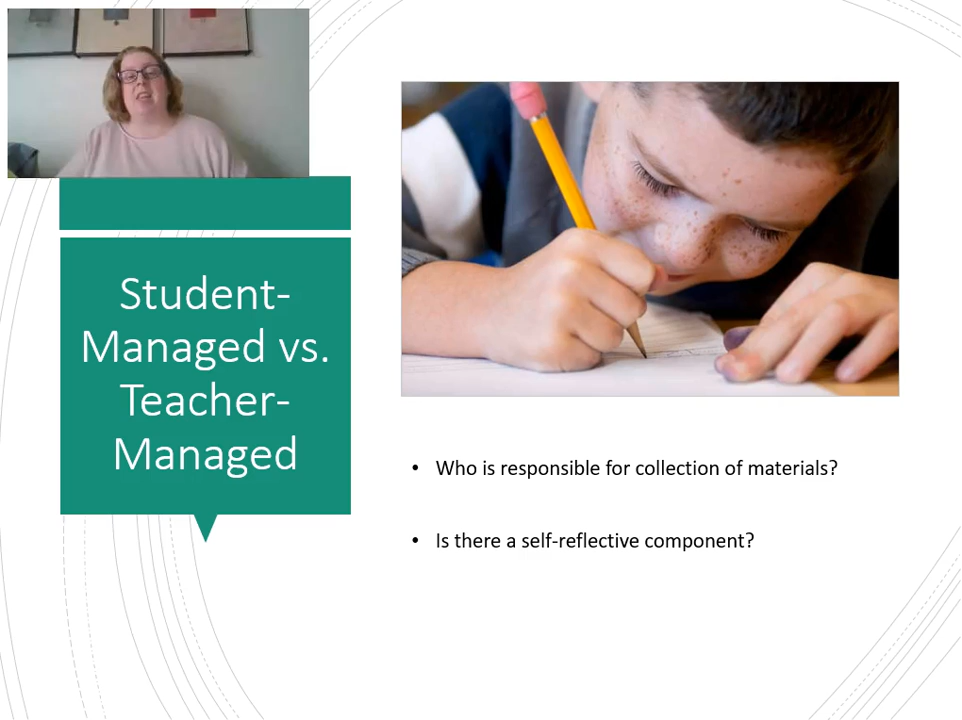 Student-
Managed vs.
Teacher-
Managed
• Who is responsible for collection of materials?
• Is there a self-reflective component?